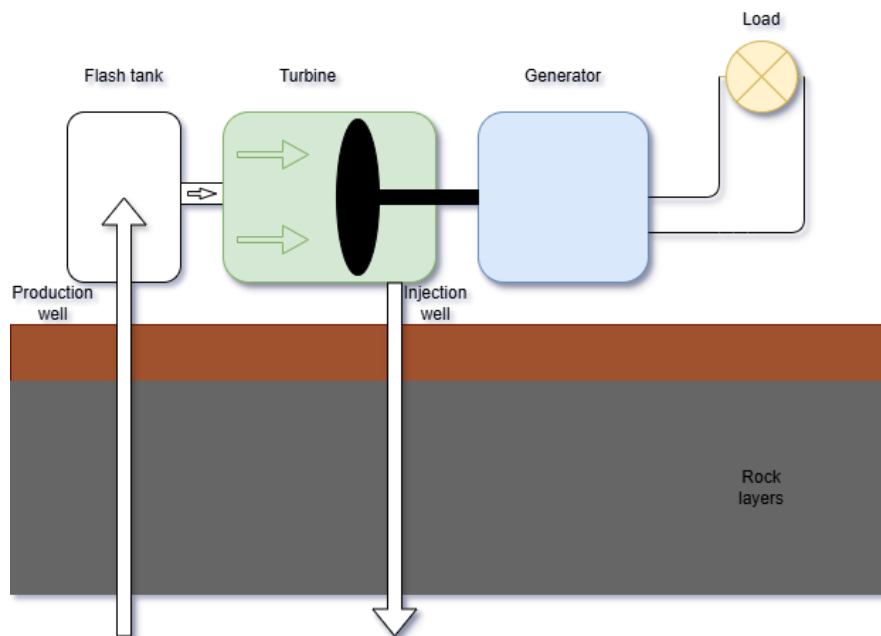 Load
Flash tank
Turbine
Generator
Production
well
Injection
well
Rock
layers